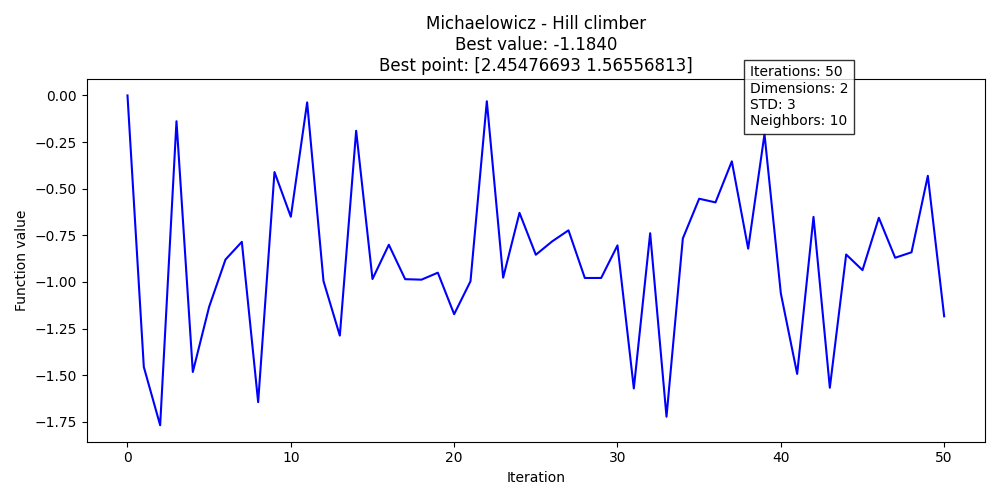 Michaelowicz - Hill climber
Best value: -1.1840
Best point: [2.45476693 1.56556813]
Iterations: 50
Dimensions: 2
STD: 3
Neighbors: 10
Function value
0.00
−0.25
−0.50
−0.75
−1.00
−1.25
−1.50
−1.75
0 10 20 30 40 50
Iteration